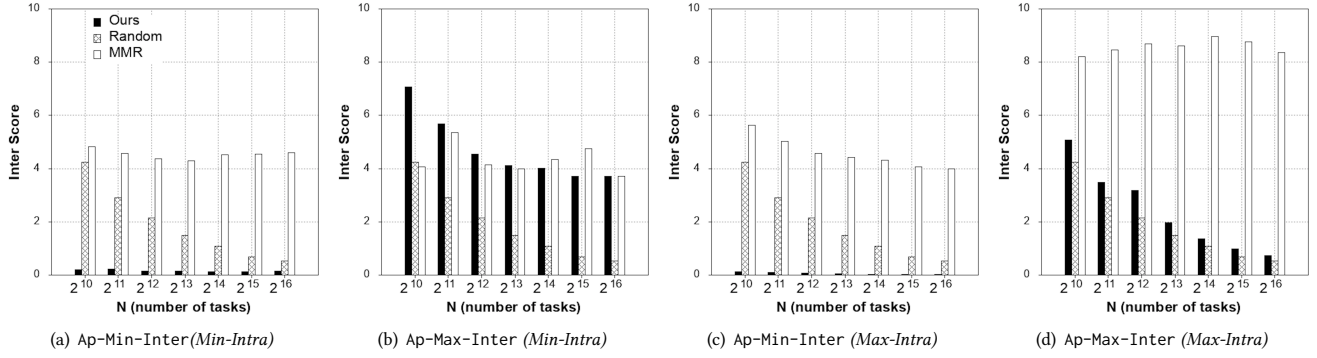 Ours
Random
MMR
10
8
6
4
2
0
Inter Score
2^10 2^11 2^12 2^13 2^14 2^15 2^16
N (number of tasks)
(a) Ap-Min-Inter(Min-Intra)
10
8
6
4
2
0
Inter Score
2^10 2^11 2^12 2^13 2^14 2^15 2^16
N (number of tasks)
(b) Ap-Max-Inter (Min-Intra)
10
8
6
4
2
0
Inter Score
2^10 2^11 2^12 2^13 2^14 2^15 2^16
N (number of tasks)
(c) Ap-Min-Inter (Max-Intra)
10
8
6
4
2
0
Inter Score
2^10 2^11 2^12 2^13 2^14 2^15 2^16
N (number of tasks)
(d) Ap-Max-Inter (Max-Intra)